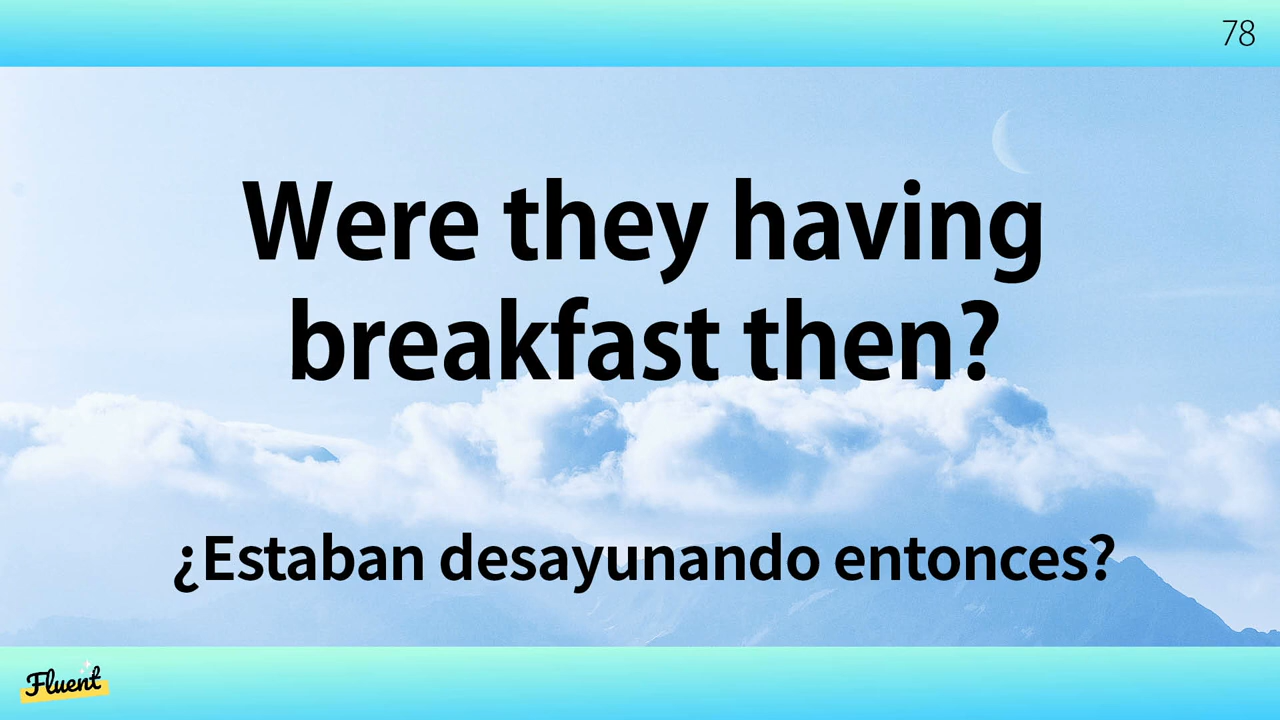 78
Were they having
breakfast then?
¿Estaban desayunando entonces?
Fluent